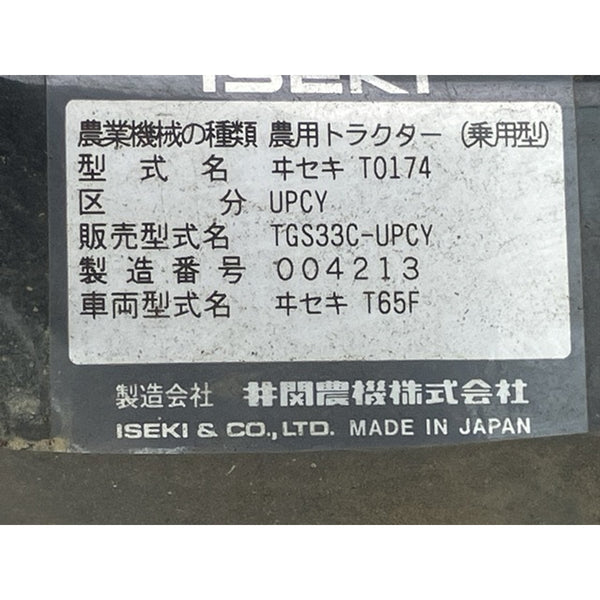 ISEKI
農業機械の種類 農用トラクター (乗用型)
型式名 ヰセキ T0174
区分 UPCY
販売型式名 TGS33C-UPCY
製造番号 004213
車両型式名 ヰセキ T65F
製造会社 井関農機株式会社
ISEKI & CO., LTD. MADE IN JAPAN